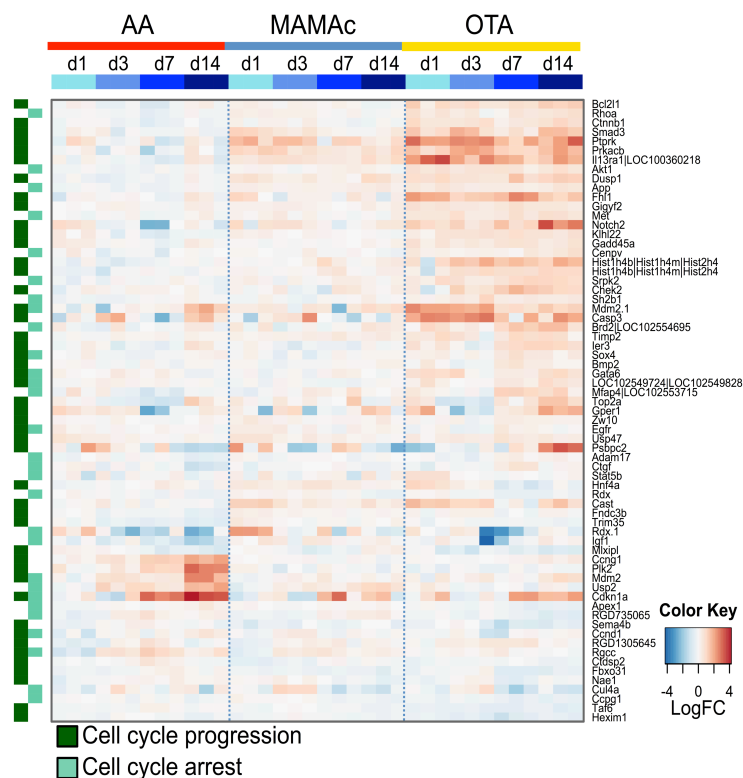 AA MAMAc OTA
d1 d3 d7 d14 d1 d3 d7 d14 d1 d3 d7 d14
Bcl2l1
Rhoa
Ctnnb1
Smad3
Ptprk
Prkacb
Il13ra1|LOC100360218
Akt1
Dusp1
App
Fhl1
Gigyf2
Met
Notch2
Klhl22
Gadd45a
Cenpv
Hist1h4b|Hist1h4m|Hist2h4
Hist1h4b|Hist1h4m|Hist2h4
Srpk2
Chek2
Sh2b1
Mdm2.1
Casp3
Brd2|LOC102554695
Timp2
Ier3
Sox4
Bmp2
Gata6
LOC102549724|LOC102549828
Mfap4|LOC102553715
Top2a
Gper1
Zw10
Egfr
Usp47
Psbpc2
Adam17
Ctgf
Stat5b
Hnf4a
Rdx
Cast
Fndc3b
Trim35
Rdx.1
Igf1
Mlxipl
Ccng1
Plk2
Mdm2
Usp2
Cdkn1a
Apex1
RGD735065
Sema4b
Ccnd1
RGD1305645
Rgcc
Ctdsp2
Fbxo31
Nae1
Cul4a
Ccpg1
Taf6
Hexim1
Color Key
-4 0 4
LogFC
Cell cycle progression
Cell cycle arrest